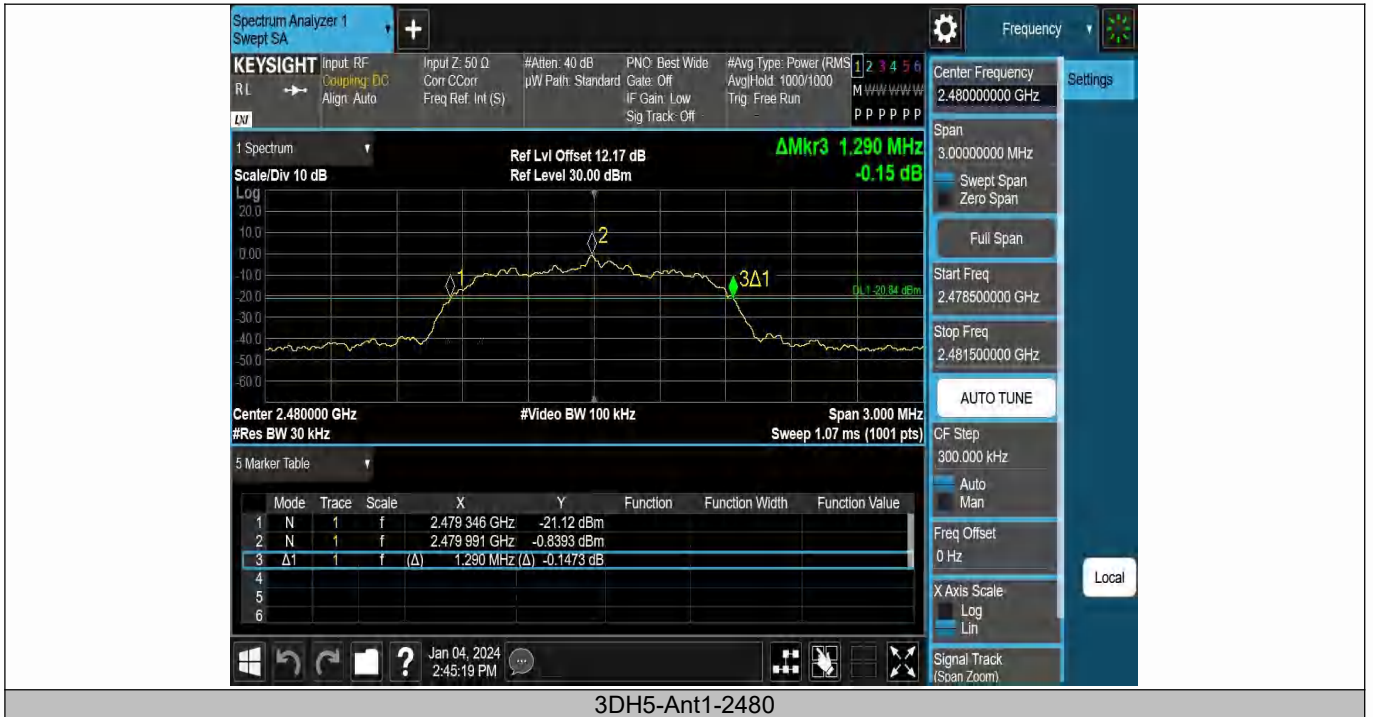 Spectrum Analyzer 1
Swept SA
+
Frequency
KEYSIGHT
RL
LXI
Input: RF
Coupling: DC
Align: Auto
Input Z: 50 Ω
Corr CCorr
Freq Ref: Int (S)
#Atten: 40 dB
µW Path: Standard
PNO: Best Wide
Gate: Off
IF Gain: Low
Sig Track: Off
#Avg Type: Power (RMS
Avg|Hold: 1000/1000
Trig: Free Run
1 2 3 4 5 6
M W W W W W
P P P P P P
Center Frequency
2.480000000 GHz
Settings
Span
3.00000000 MHz
Swept Span
Zero Span
Full Span
Start Freq
2.478500000 GHz
Stop Freq
2.481500000 GHz
AUTO TUNE
CF Step
300.000 kHz
Auto
Man
Freq Offset
0 Hz
X Axis Scale
Log
Lin
Signal Track
(Span Zoom)
Local
1 Spectrum
Scale/Div 10 dB
Ref Lvl Offset 12.17 dB
Ref Level 30.00 dBm
ΔMkr3 1.290 MHz
-0.15 dB
Log
20.0
10.0
0.00
-10.0
-20.0
-30.0
-40.0
-50.0
-60.0
1
2
3Δ1
DL1 -20.84 dBm
Center 2.480000 GHz
#Video BW 100 kHz
Span 3.000 MHz
#Res BW 30 kHz
Sweep 1.07 ms (1001 pts)
5 Marker Table
Mode Trace Scale X Y Function Function Width Function Value
1 N 1 f 2.479 346 GHz -21.12 dBm
2 N 1 f 2.479 991 GHz -0.8393 dBm
3 Δ1 1 f (Δ) 1.290 MHz (Δ) -0.1473 dB
4
5
6
?
Jan 04, 2024
2:45:19 PM
3DH5-Ant1-2480